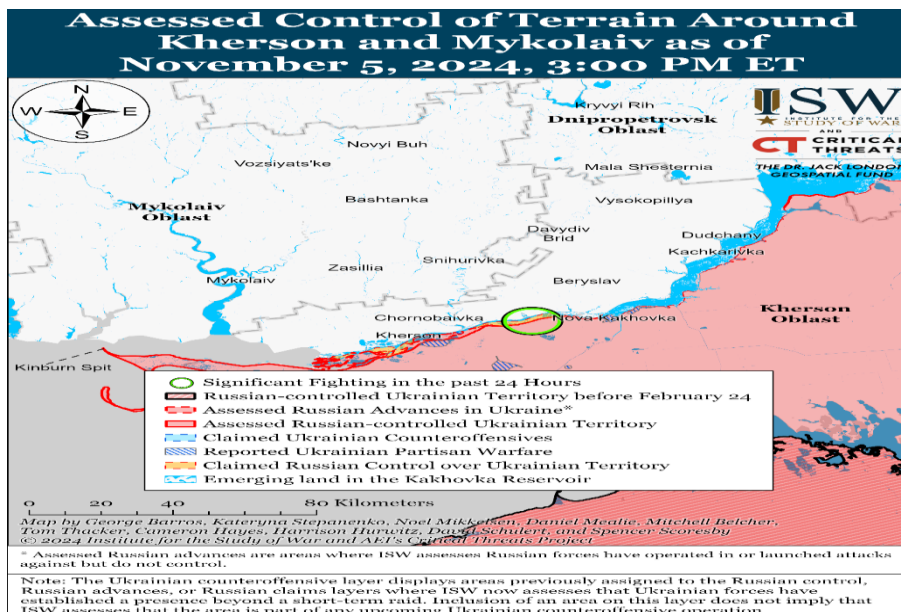 Assessed Control of Terrain Around
Kherson and Mykolaiv as of
November 5, 2024, 3:00 PM ET
N
W E
S
Kryvyi Rih
Dnipropetrovsk
Oblast
ISW
INSTITUTE FOR THE
STUDY OF WAR
AND
CT CRITICAL
THREATS
THE DR. JACK LONDON
GEOSPATIAL FUND
Novyi Buh
Vozsiyats'ke
Mala Shesternia
Bashtanka
Vysokopillya
Mykolaiv
Oblast
Davydiv
Brid
Dudchany
Kachkarivka
Snihurivka
Zasillia
Mykolaiv
Beryslav
Kherson
Oblast
Chornobaivka
Nova-Kakhovka
Kherson
Kinburn Spit
Significant Fighting in the past 24 Hours
Russian-controlled Ukrainian Territory before February 24
Assessed Russian Advances in Ukraine*
Assessed Russian-controlled Ukrainian Territory
Claimed Ukrainian Counteroffensives
Reported Ukrainian Partisan Warfare
Claimed Russian Control over Ukrainian Territory
Emerging land in the Kakhovka Reservoir
0 20 40 80 Kilometers
Map by George Barros, Kateryna Stepanenko, Noel Mikkelsen, Daniel Mealie, Mitchell Belcher,
Tom Thacker, Cameron Hayes, Harrison Hurwitz, David Schulert, and Spencer Scoresby
© 2024 Institute for the Study of War and AEI's Critical Threats Project
* Assessed Russian advances are areas where ISW assesses Russian forces have operated in or launched attacks
against but do not control.
Note: The Ukrainian counteroffensive layer displays areas previously assigned to the Russian control,
Russian advances, or Russian claims layers where ISW now assesses that Ukrainian forces have
established a presence beyond a short-term raid. Inclusion of an area on this layer does not imply that
ISW assesses that the area is part of any upcoming Ukrainian counteroffensive operation